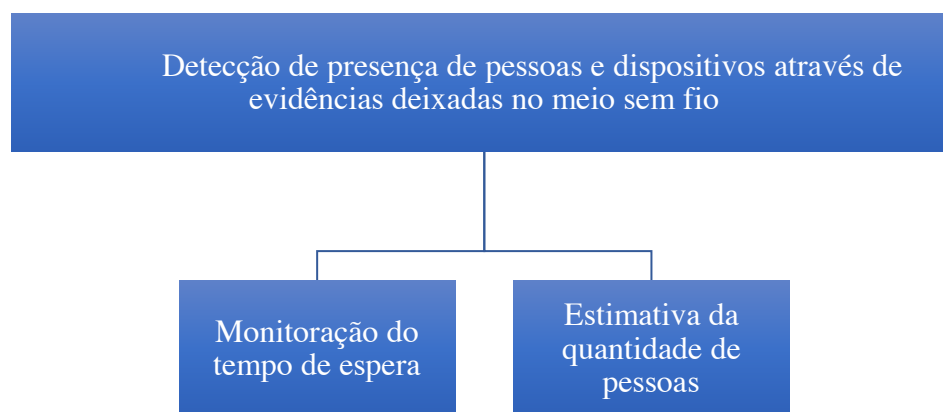 Detecção de presença de pessoas e dispositivos através de
evidências deixadas no meio sem fio
Monitoração do
tempo de espera
Estimativa da
quantidade de
pessoas